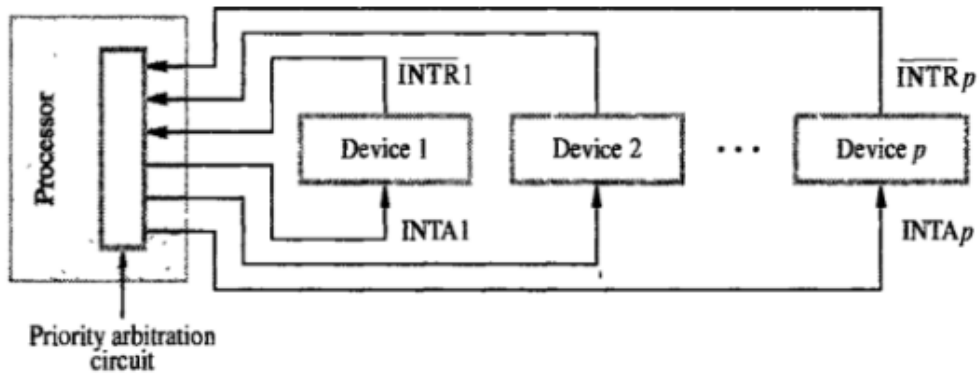 Processor
INTR1
INTRp
Device 1
Device 2
...
Device p
INTA1
INTAp
Priority arbitration
circuit